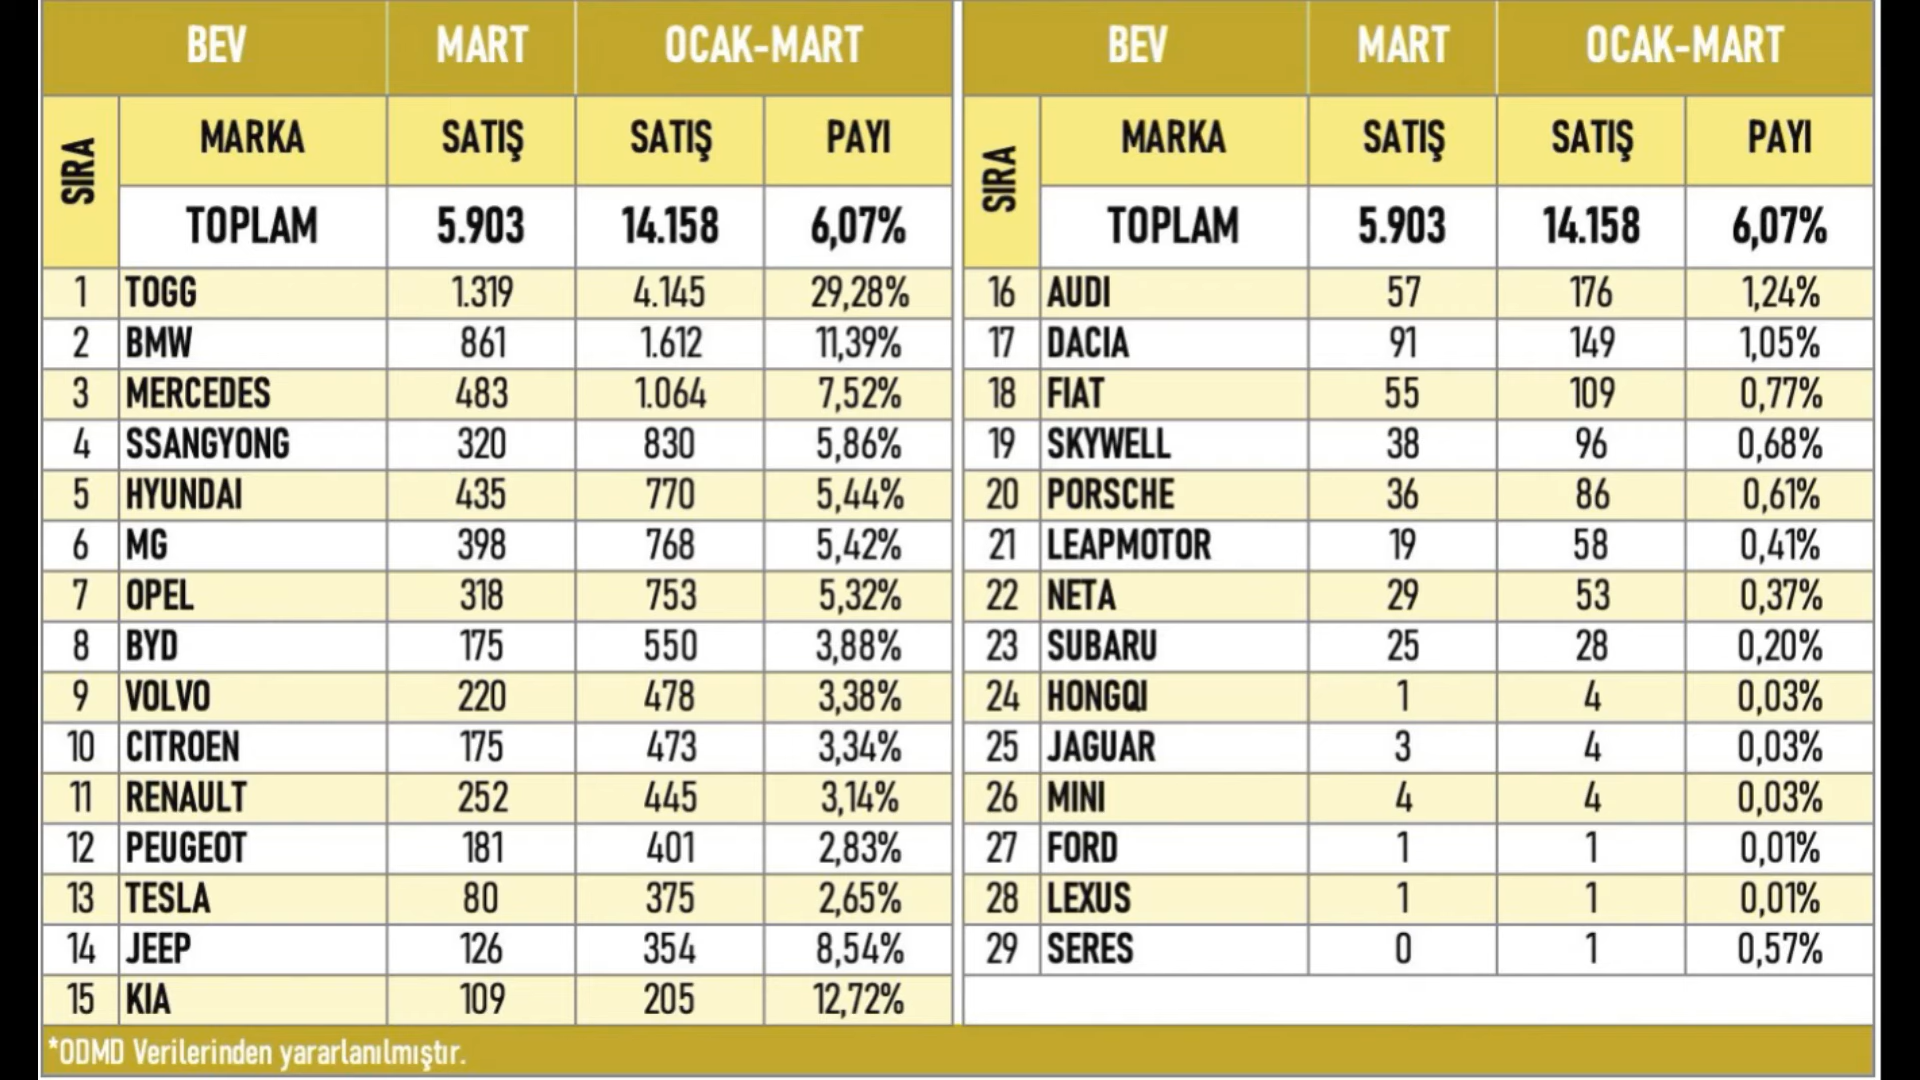 BEV MART OCAK-MART
SIRA MARKA SATIŞ SATIŞ PAYI
TOPLAM 5.903 14.158 6,07%
1 TOGG 1.319 4.145 29,28%
2 BMW 861 1.612 11,39%
3 MERCEDES 483 1.064 7,52%
4 SSANGYONG 320 830 5,86%
5 HYUNDAI 435 770 5,44%
6 MG 398 768 5,42%
7 OPEL 318 753 5,32%
8 BYD 175 550 3,88%
9 VOLVO 220 478 3,38%
10 CITROEN 175 473 3,34%
11 RENAULT 252 445 3,14%
12 PEUGEOT 181 401 2,83%
13 TESLA 80 375 2,65%
14 JEEP 126 354 8,54%
15 KIA 109 205 12,72%
BEV MART OCAK-MART
SIRA MARKA SATIŞ SATIŞ PAYI
TOPLAM 5.903 14.158 6,07%
16 AUDI 57 176 1,24%
17 DACIA 91 149 1,05%
18 FIAT 55 109 0,77%
19 SKYWELL 38 96 0,68%
20 PORSCHE 36 86 0,61%
21 LEAPMOTOR 19 58 0,41%
22 NETA 29 53 0,37%
23 SUBARU 25 28 0,20%
24 HONGQI 1 4 0,03%
25 JAGUAR 3 4 0,03%
26 MINI 4 4 0,03%
27 FORD 1 1 0,01%
28 LEXUS 1 1 0,01%
29 SERES 0 1 0,57%
*ODMD Verilerinden yararlanılmıştır.